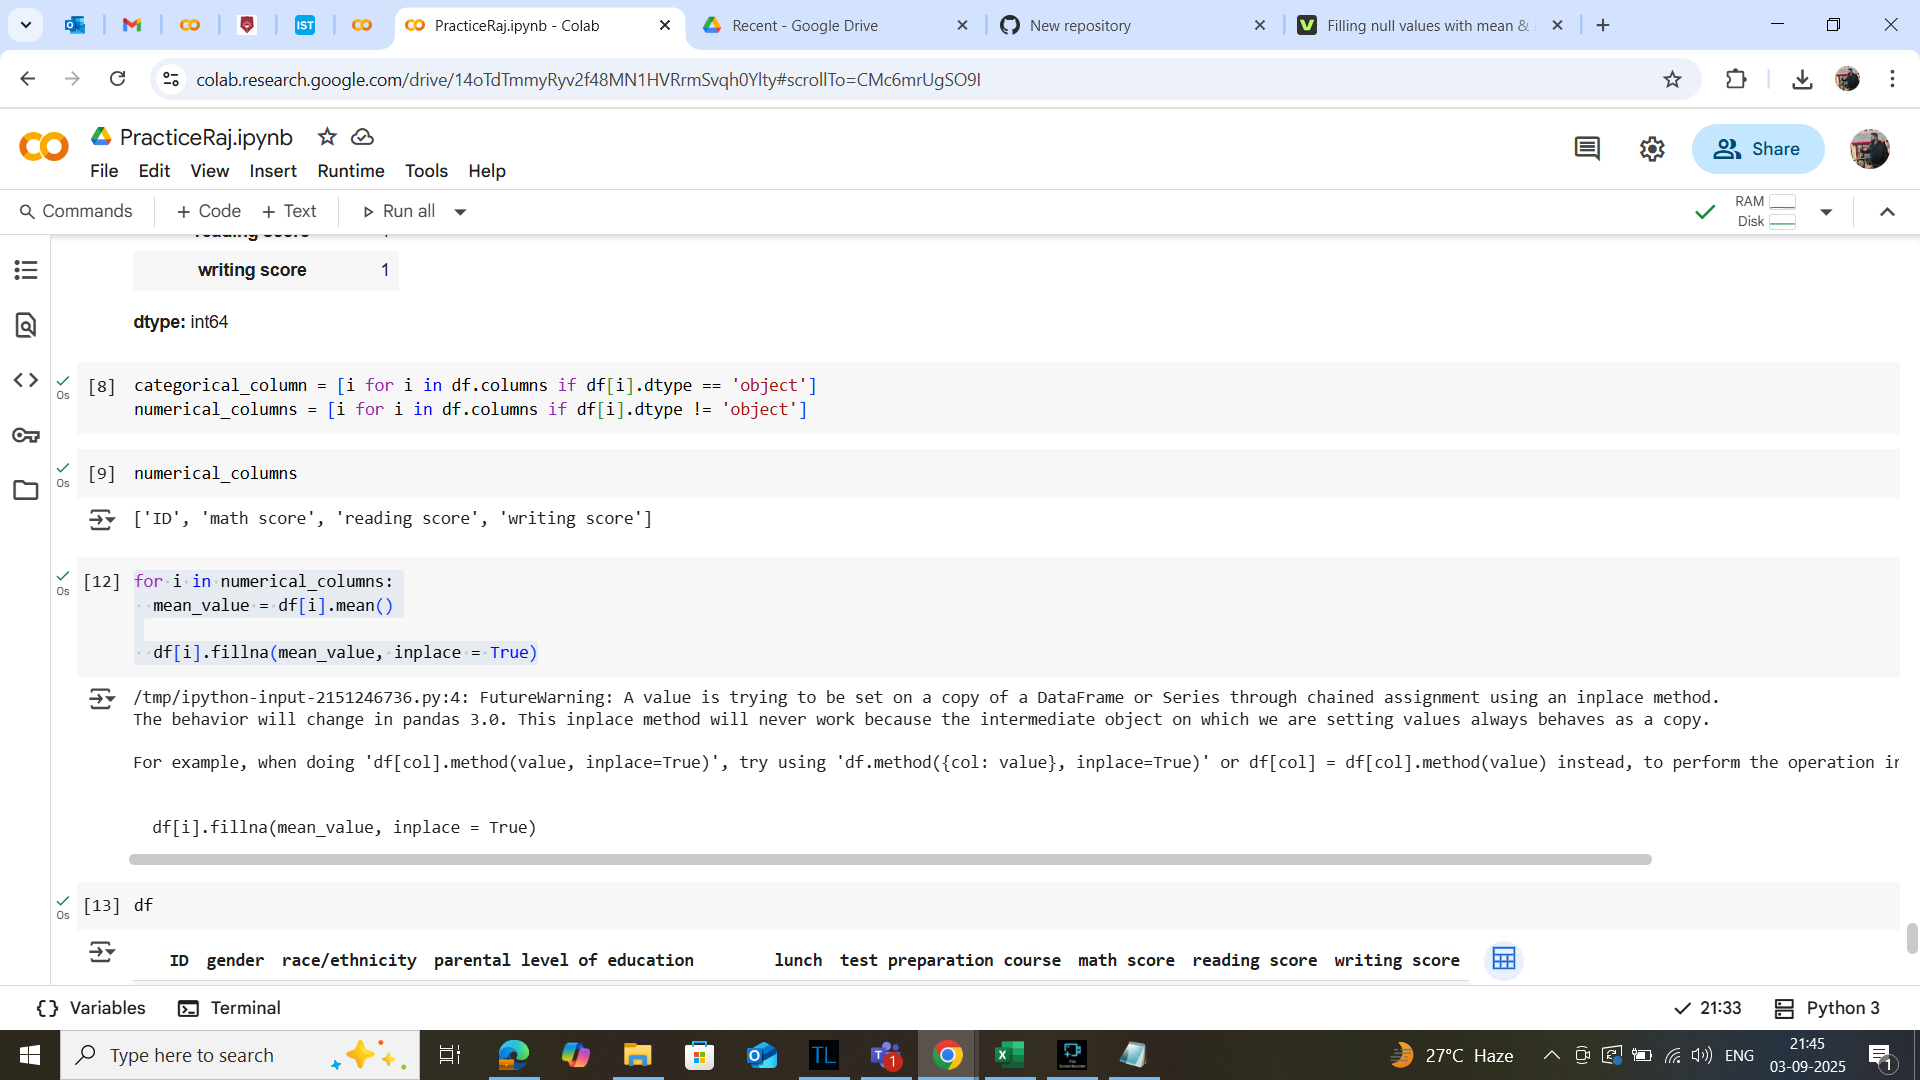 PracticeRaj.ipynb - Colab
Recent - Google Drive
New repository
Filling null values with mean &
IST
colab.research.google.com/drive/14oTdTmmyRyv2f48MN1HVRrmSvqh0Ylty#scrollTo=CMc6mrUgSO9I
CO PracticeRaj.ipynb
File Edit View Insert Runtime Tools Help
Share
Commands + Code + Text Run all
RAM
Disk
reading score
writing score 1
dtype: int64
[8] categorical_column = [i for i in df.columns if df[i].dtype == 'object']
numerical_columns = [i for i in df.columns if df[i].dtype != 'object']
0s
[9] numerical_columns
0s
['ID', 'math score', 'reading score', 'writing score']
[12] for i in numerical_columns:
0s
mean_value = df[i].mean()
df[i].fillna(mean_value, inplace = True)
/tmp/ipython-input-2151246736.py:4: FutureWarning: A value is trying to be set on a copy of a DataFrame or Series through chained assignment using an inplace method.
The behavior will change in pandas 3.0. This inplace method will never work because the intermediate object on which we are setting values always behaves as a copy.
For example, when doing 'df[col].method(value, inplace=True)', try using 'df.method({col: value}, inplace=True)' or df[col] = df[col].method(value) instead, to perform the operation in
df[i].fillna(mean_value, inplace = True)
[13] df
0s
ID gender race/ethnicity parental level of education lunch test preparation course math score reading score writing score
{} Variables Terminal
21:33 Python 3
Type here to search
TL
1
27°C Haze
ENG
21:45
03-09-2025
1